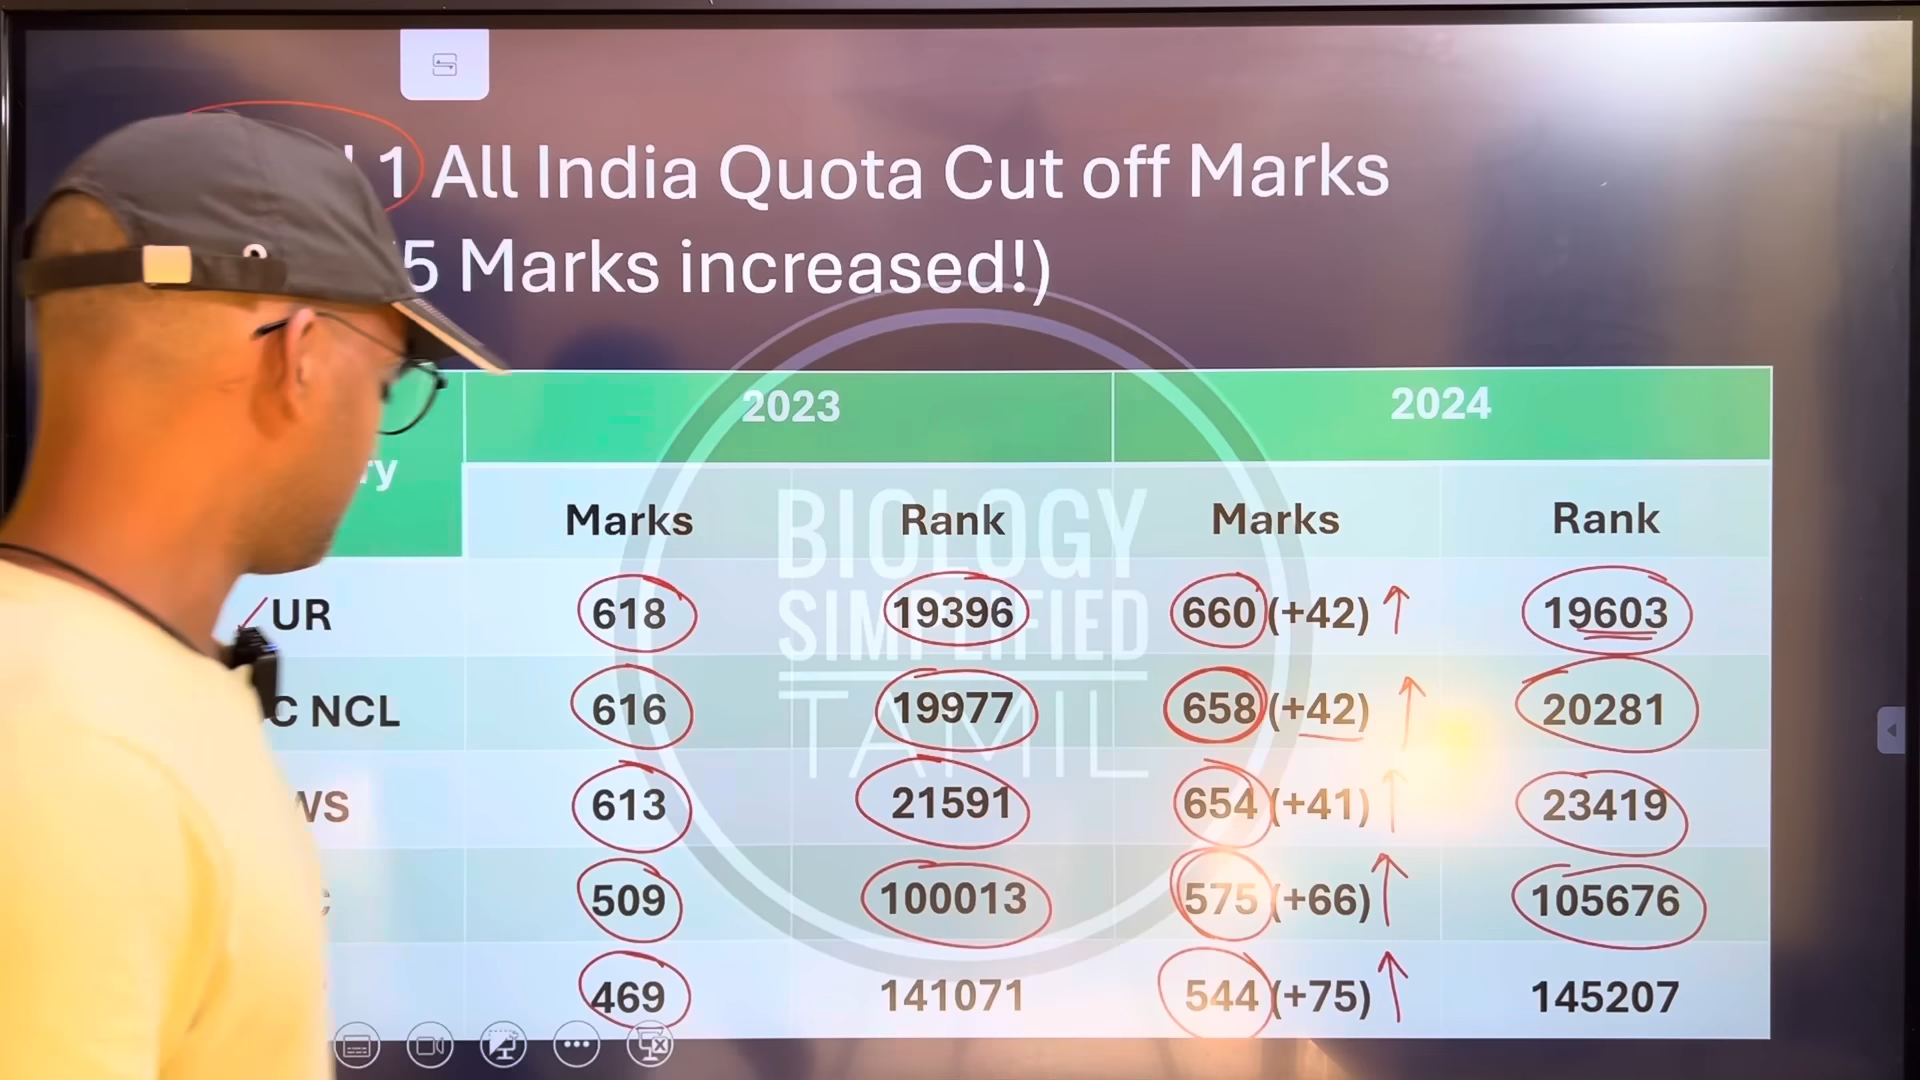 1 All India Quota Cut off Marks
5 Marks increased!)
2023 2024
ry
Marks Rank Marks Rank
UR 618 19396 660 (+42) 19603
C NCL 616 19977 658 (+42) 20281
WS 613 21591 654 (+41) 23419
C 509 100013 575 (+66) 105676
469 141071 544 (+75) 145207
BIOLOGY
SIMPLIFIED
TAMIL